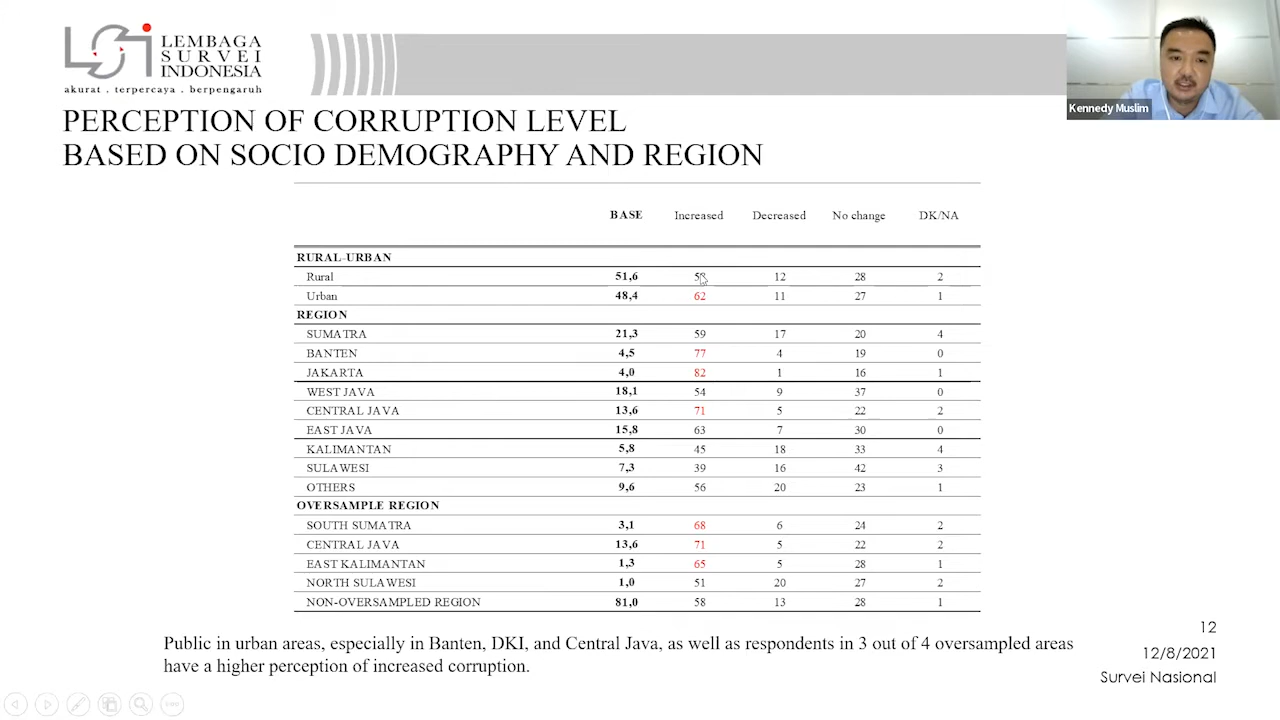 LEMBAGA
SURVEI
INDONESIA
akurat . terpercaya . berpengaruh
Kennedy Muslim
PERCEPTION OF CORRUPTION LEVEL
BASED ON SOCIO DEMOGRAPHY AND REGION
BASE Increased Decreased No change DK/NA
RURAL-URBAN
Rural 51,6 12 28 2
Urban 48,4 62 11 27 1
REGION
SUMATRA 21,3 59 17 20 4
BANTEN 4,5 77 4 19 0
JAKARTA 4,0 82 1 16 1
WEST JAVA 18,1 54 9 37 0
CENTRAL JAVA 13,6 71 5 22 2
EAST JAVA 15,8 63 7 30 0
KALIMANTAN 5,8 45 18 33 4
SULAWESI 7,3 39 16 42 3
OTHERS 9,6 56 20 23 1
OVERSAMPLE REGION
SOUTH SUMATRA 3,1 68 6 24 2
CENTRAL JAVA 13,6 71 5 22 2
EAST KALIMANTAN 1,3 65 5 28 1
NORTH SULAWESI 1,0 51 20 27 2
NON-OVERSAMPLED REGION 81,0 58 13 28 1
Public in urban areas, especially in Banten, DKI, and Central Java, as well as respondents in 3 out of 4 oversampled areas
have a higher perception of increased corruption.
12
12/8/2021
Survei Nasional